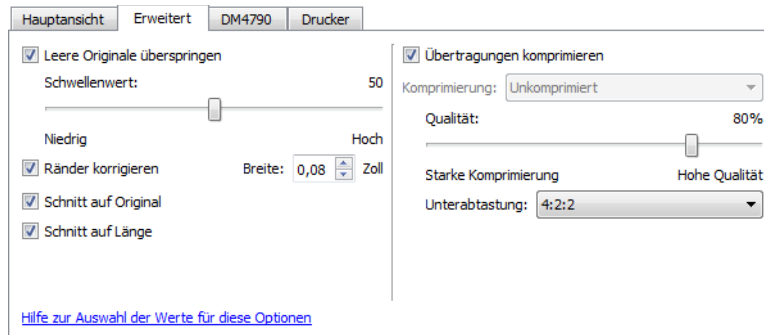 Hauptansicht Erweitert DM4790 Drucker
Leere Originale überspringen
Schwellenwert: 50
Niedrig Hoch
Ränder korrigieren Breite: 0,08 Zoll
Schnitt auf Original
Schnitt auf Länge
Übertragungen komprimieren
Komprimierung: Unkomprimiert
Qualität: 80%
Starke Komprimierung Hohe Qualität
Unterabtastung: 4:2:2
Hilfe zur Auswahl der Werte für diese Optionen